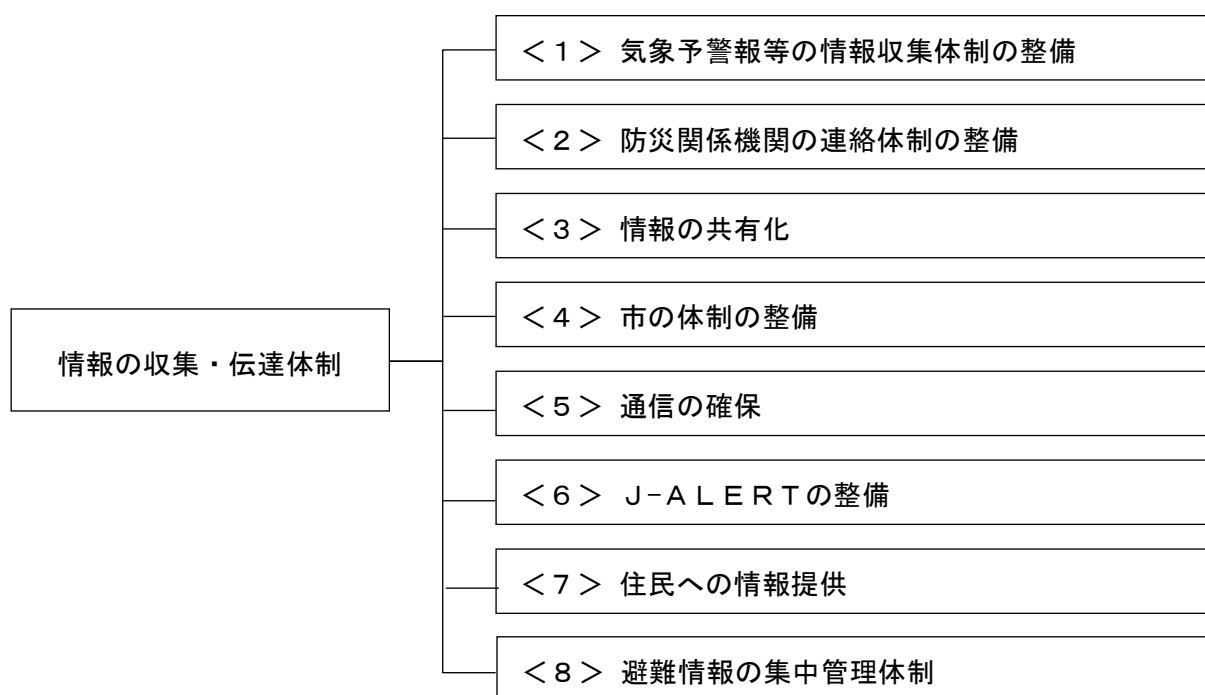 ＜１＞ 気象予警報等の情報収集体制の整備
＜２＞ 防災関係機関の連絡体制の整備
＜３＞ 情報の共有化
＜４＞ 市の体制の整備
情報の収集・伝達体制
＜５＞ 通信の確保
＜６＞ Ｊ-ＡＬＥＲＴの整備
＜７＞ 住民への情報提供
＜８＞ 避難情報の集中管理体制